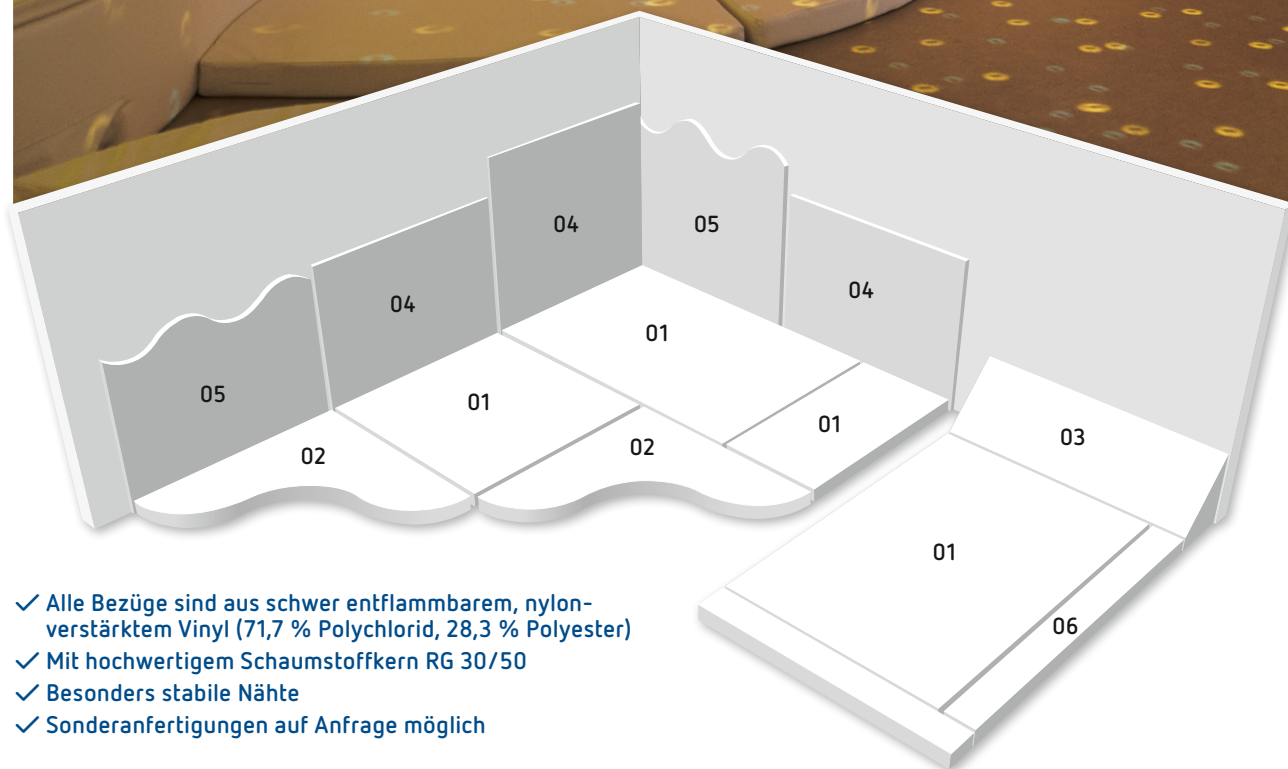 04
05
04
04
01
05
01
01
03
02
02
01
06
✓ Alle Bezüge sind aus schwer entflammbarem, nylon-
verstärktem Vinyl (71,7 % Polychlorid, 28,3 % Polyester)
✓ Mit hochwertigem Schaumstoffkern RG 30/50
✓ Besonders stabile Nähte
✓ Sonderanfertigungen auf Anfrage möglich